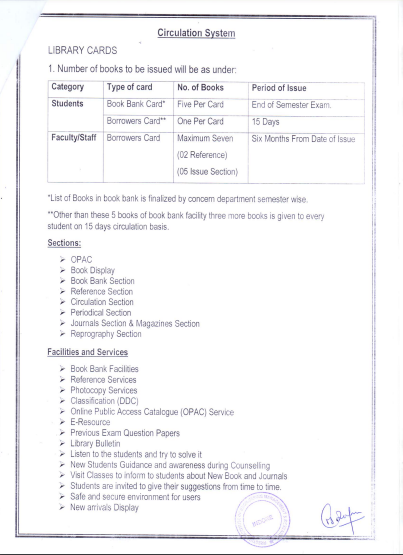 Circulation System
LIBRARY CARDS
1. Number of books to be issued will be as under:
Category Type of card No. of Books Period of Issue
Students Book Bank Card* Five Per Card End of Semester Exam.
Borrowers Card** One Per Card 15 Days
Faculty/Staff Borrowers Card Maximum Seven Six Months From Date of Issue
(02 Reference)
(05 Issue Section)
*List of Books in book bank is finalized by concern department semester wise.
**Other than these 5 books of book bank facility three more books is given to every
student on 15 days circulation basis.
Sections:
➢ OPAC
➢ Book Display
➢ Book Bank Section
➢ Reference Section
➢ Circulation Section
➢ Periodical Section
➢ Journals Section & Magazines Section
➢ Reprography Section
Facilities and Services
➢ Book Bank Facilities
➢ Reference Services
➢ Photocopy Services
➢ Classification (DDC)
➢ Online Public Access Catalogue (OPAC) Service
➢ E-Resource
➢ Previous Exam Question Papers
➢ Library Bulletin
➢ Listen to the students and try to solve it
➢ New Students Guidance and awareness during Counselling
➢ Visit Classes to inform to students about New Book and Journals
➢ Students are invited to give their suggestions from time to time.
➢ Safe and secure environment for users
➢ New arrivals Display